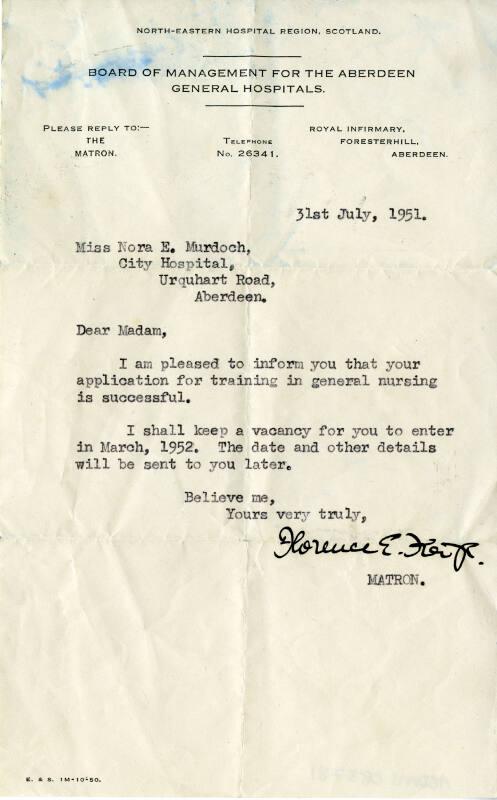 NORTH-EASTERN HOSPITAL REGION, SCOTLAND.
BOARD OF MANAGEMENT FOR THE ABERDEEN
GENERAL HOSPITALS.
PLEASE REPLY TO:—
THE
MATRON.
TELEPHONE
No. 26341.
ROYAL INFIRMARY,
FORESTERHILL,
ABERDEEN.
31st July, 1951.
Miss Nora E. Murdoch,
City Hospital,
Urquhart Road,
Aberdeen.
Dear Madam,
I am pleased to inform you that your
application for training in general nursing
is successful.
I shall keep a vacancy for you to enter
in March, 1952. The date and other details
will be sent to you later.
Believe me,
Yours very truly,
Florence E.
MATRON.
E. & S. 1M-10-50.